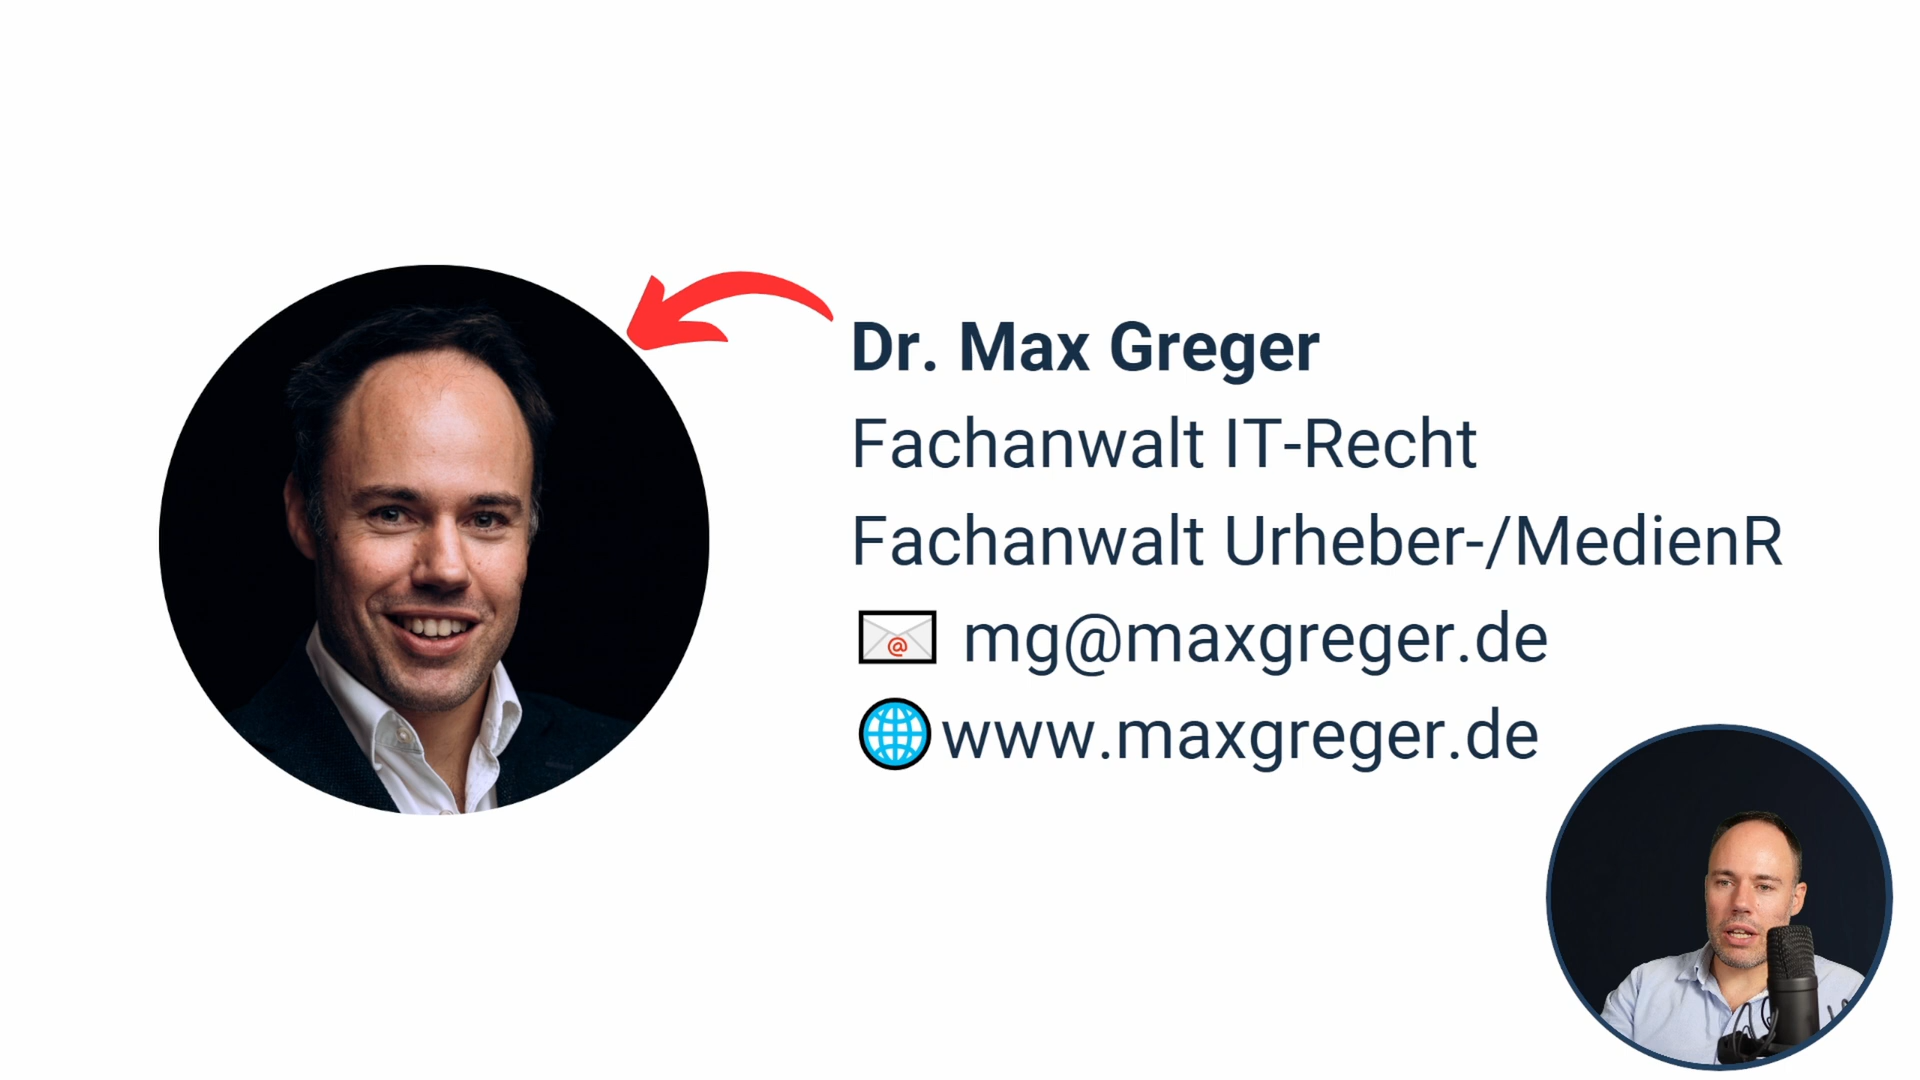 Dr. Max Greger
Fachanwalt IT-Recht
Fachanwalt Urheber-/MedienR
mg@maxgreger.de
www.maxgreger.de